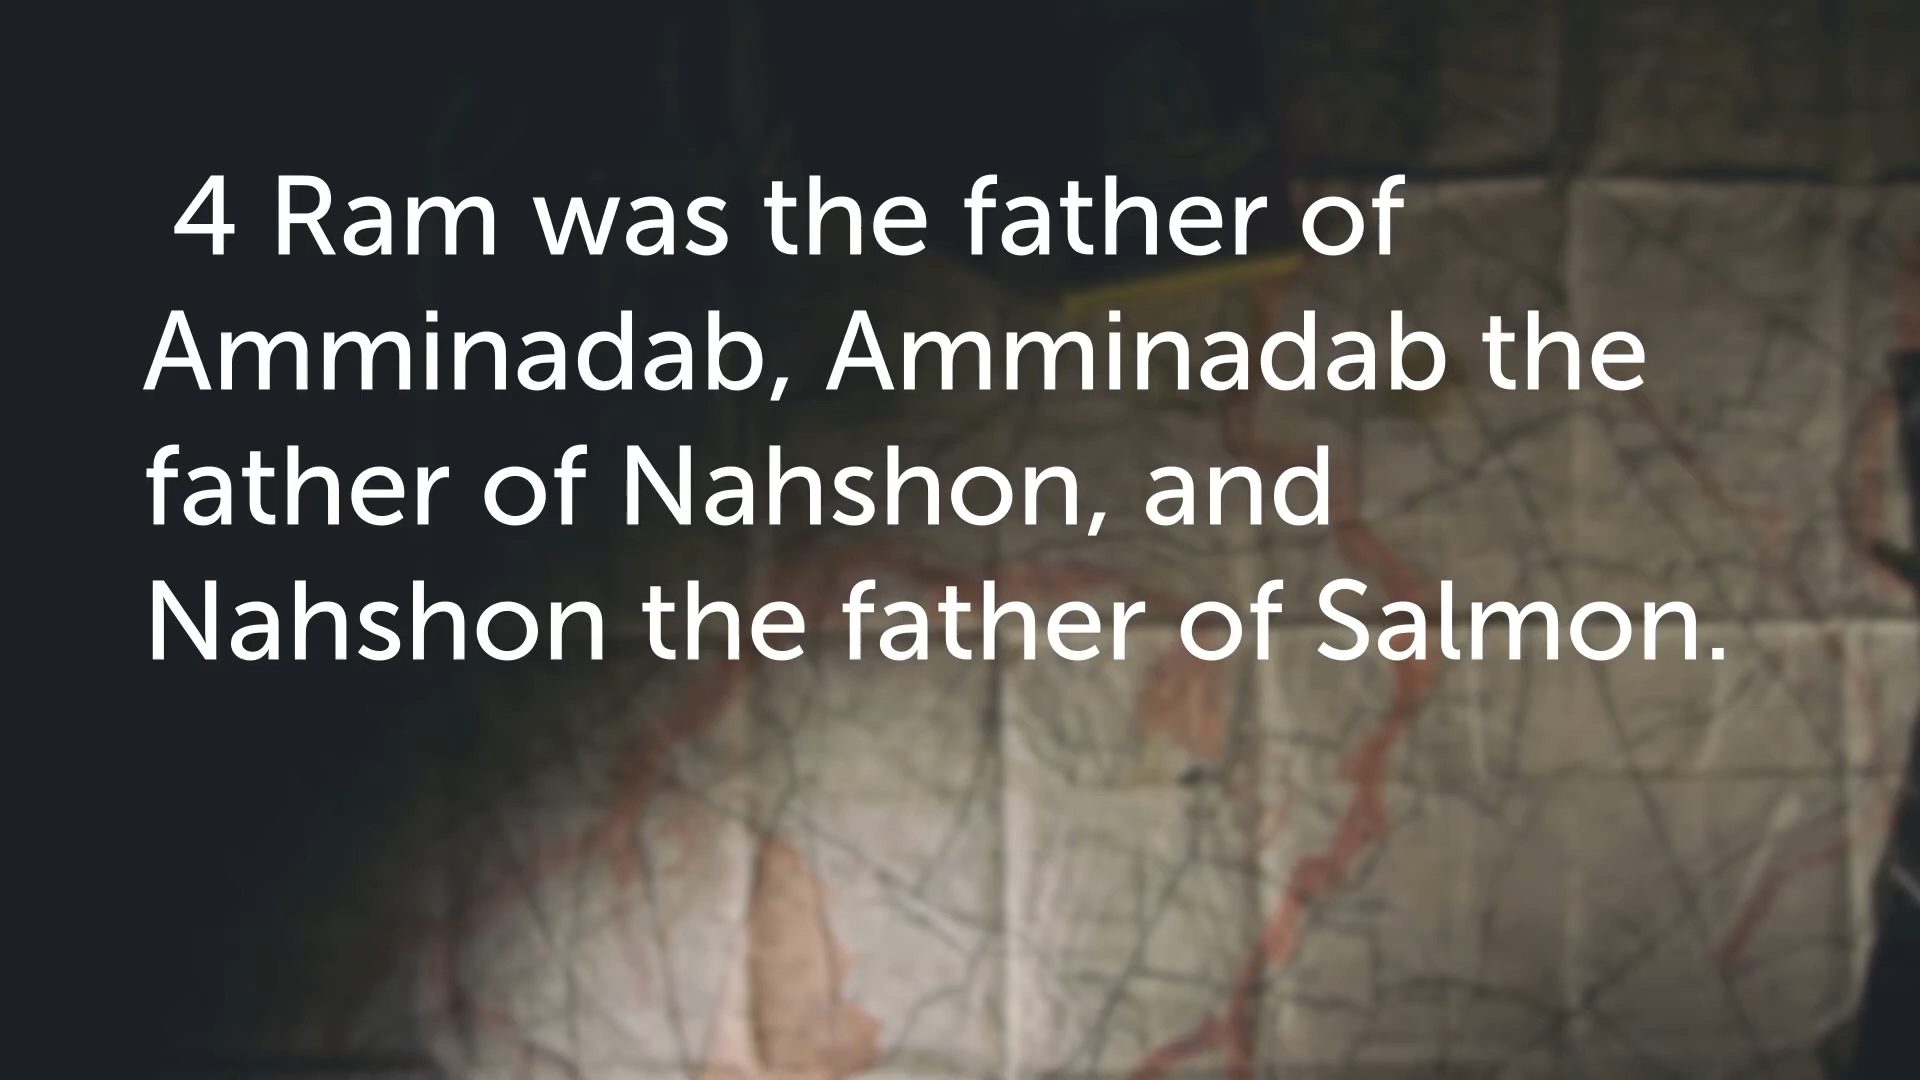 4 Ram was the father of
Amminadab, Amminadab the
father of Nahshon, and
Nahshon the father of Salmon.